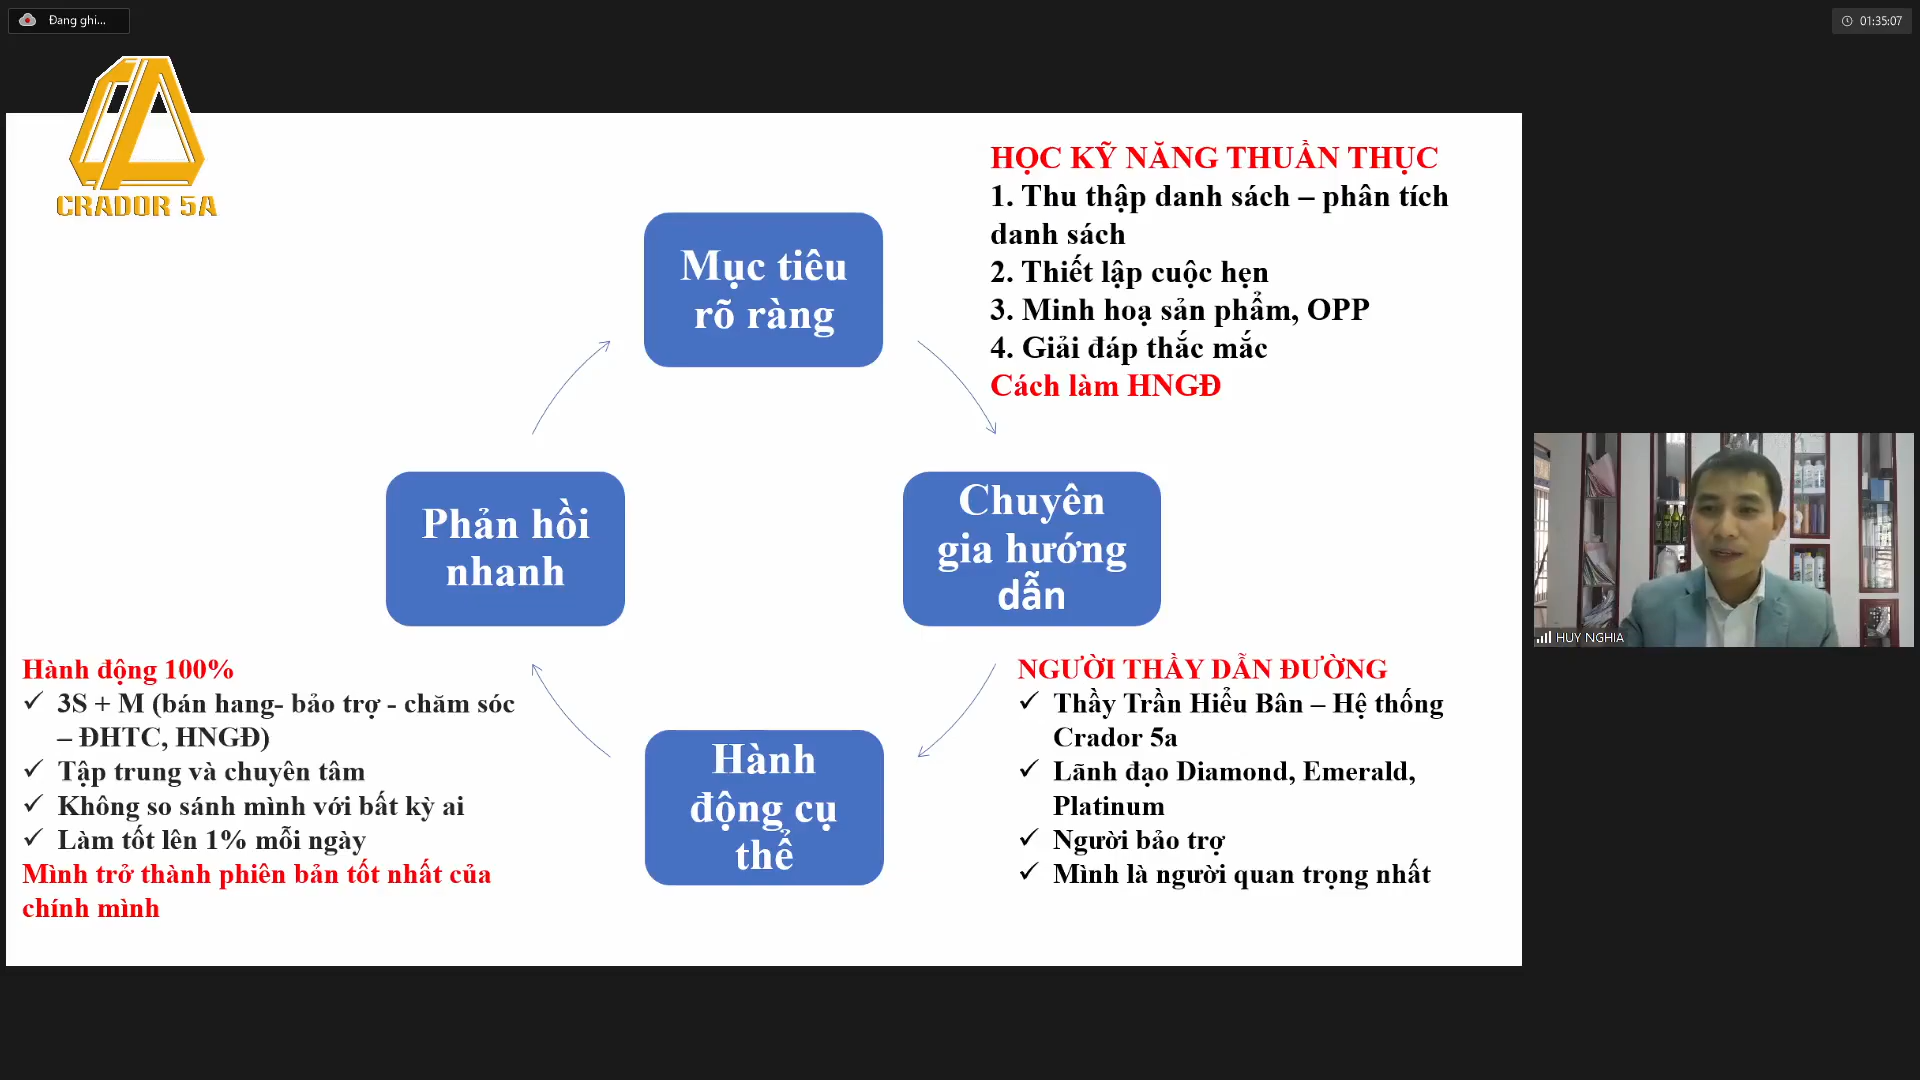 Đang ghi...
01:35:07
CRADOR 5A
HỌC KỸ NĂNG THUẦN THỤC
1. Thu thập danh sách – phân tích
danh sách
2. Thiết lập cuộc hẹn
3. Minh hoạ sản phẩm, OPP
4. Giải đáp thắc mắc
Cách làm HNGĐ
Mục tiêu
rõ ràng
Chuyên
gia hướng
dẫn
Phản hồi
nhanh
Hành
động cụ
thể
Hành động 100%
✓ 3S + M (bán hang- bảo trợ - chăm sóc
– ĐHTC, HNGĐ)
✓ Tập trung và chuyên tâm
✓ Không so sánh mình với bất kỳ ai
✓ Làm tốt lên 1% mỗi ngày
Mình trở thành phiên bản tốt nhất của
chính mình
NGƯỜI THẦY DẪN ĐƯỜNG
✓ Thầy Trần Hiểu Bân – Hệ thống
Crador 5a
✓ Lãnh đạo Diamond, Emerald,
Platinum
✓ Người bảo trợ
✓ Mình là người quan trọng nhất
HUY NGHIA